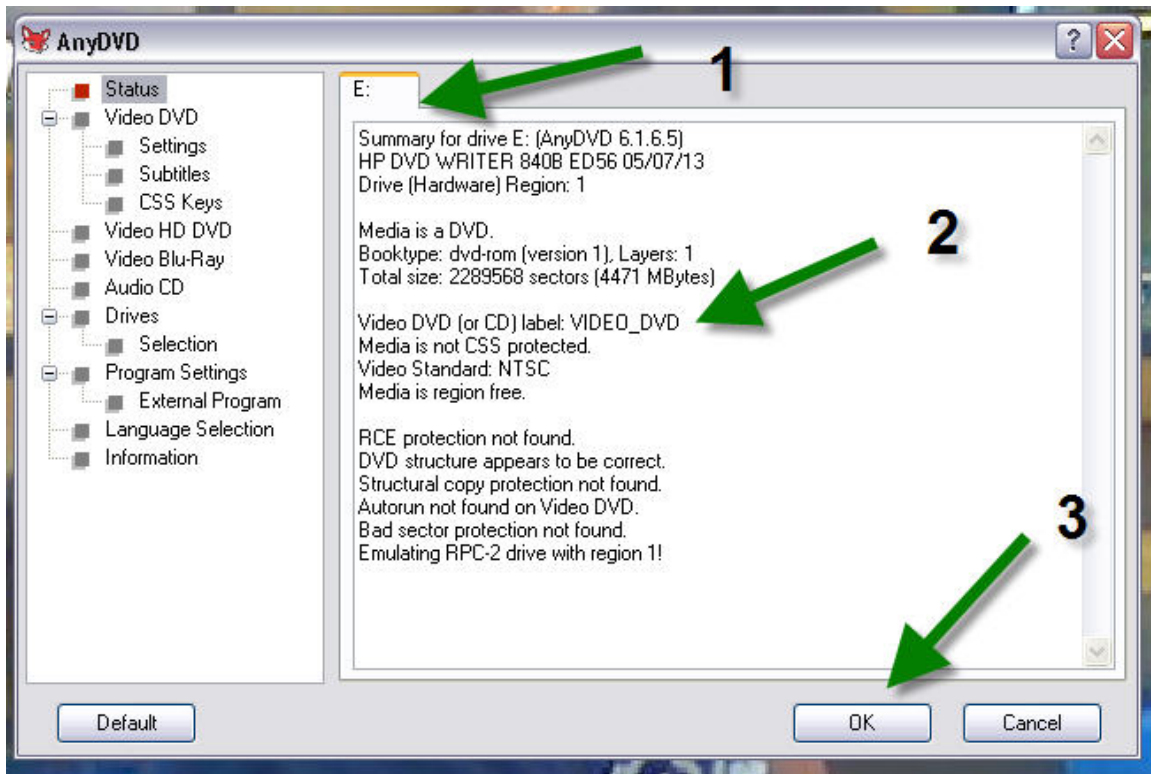 AnyDVD
1
Status
Video DVD
Settings
Subtitles
CSS Keys
Video HD DVD
Video Blu-Ray
Audio CD
Drives
Selection
Program Settings
External Program
Language Selection
Information
E:
Summary for drive E: (AnyDVD 6.1.6.5)
HP DVD WRITER 840B ED56 05/07/13
Drive (Hardware) Region: 1
Media is a DVD.
Booktype: dvd-rom (version 1), Layers: 1
Total size: 2289568 sectors (4471 MBytes)
2
Video DVD (or CD) label: VIDEO_DVD
Media is not CSS protected.
Video Standard: NTSC
Media is region free.
RCE protection not found.
DVD structure appears to be correct.
Structural copy protection not found.
Autorun not found on Video DVD.
Bad sector protection not found.
Emulating RPC-2 drive with region 1!
3
Default
OK
Cancel